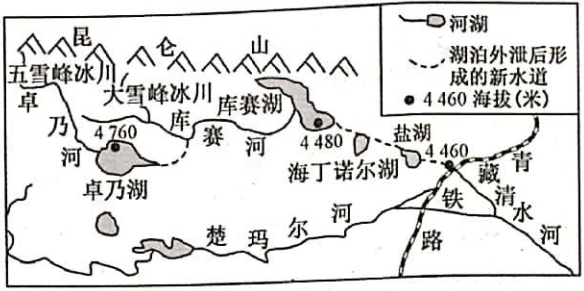 昆仑山
五雪峰冰川
大雪峰冰川
卓乃河
4 760
卓乃湖
库赛河
库赛湖
4 480
海丁诺尔湖
盐湖
4 460
青藏铁路
清水河
楚玛尔河
河湖
湖泊外泄后形
成的新水道
4 460 海拔(米)